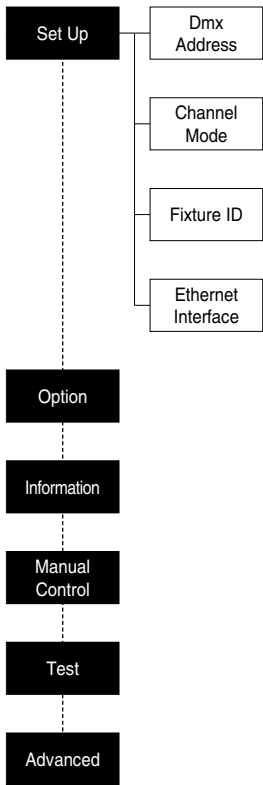 Set Up
Dmx
Address
Channel
Mode
Fixture ID
Ethernet
Interface
Option
Information
Manual
Control
Test
Advanced